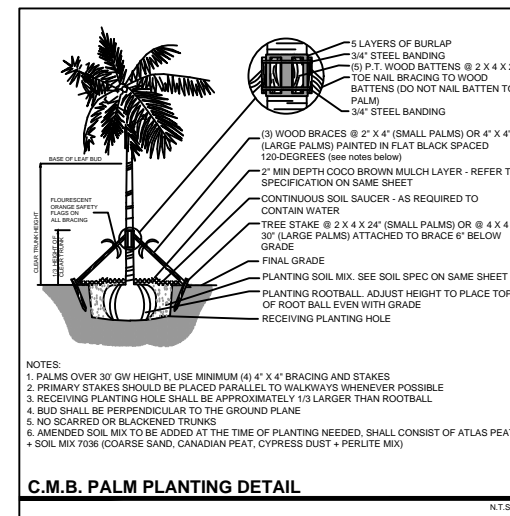 5 LAYERS OF BURLAP
3/4" STEEL BANDING
(5) P.T. WOOD BATTENS @ 2 X 4 X
TOE NAIL BRACING TO WOOD
BATTENS (DO NOT NAIL BATTEN TO
PALM)
3/4" STEEL BANDING
(3) WOOD BRACES @ 2" X 4" (SMALL PALMS) OR 4" X 4"
(LARGE PALMS) PAINTED IN FLAT BLACK SPACED
120-DEGREES (see notes below)
2" MIN DEPTH COCO BROWN MULCH LAYER - REFER T
SPECIFICATION ON SAME SHEET
CONTINUOUS SOIL SAUCER - AS REQUIRED TO
CONTAIN WATER
TREE STAKE @ 2 X 4 X 24" (SMALL PALMS) OR @ 4 X 4
30" (LARGE PALMS) ATTACHED TO BRACE 6" BELOW
GRADE
FINAL GRADE
PLANTING SOIL MIX. SEE SOIL SPEC ON SAME SHEET
PLANTING ROOTBALL. ADJUST HEIGHT TO PLACE TOP
OF ROOT BALL EVEN WITH GRADE
RECEIVING PLANTING HOLE
BASE OF LEAF BUD
FLOURESCENT
ORANGE SAFETY
FLAGS ON
ALL BRACING
CLEAR TRUNK HEIGHT
1/3 HEIGHT OF
CLEAR TRUNK
NOTES:
1. PALMS OVER 30' GW HEIGHT, USE MINIMUM (4) 4" X 4" BRACING AND STAKES
2. PRIMARY STAKES SHOULD BE PLACED PARALLEL TO WALKWAYS WHENEVER POSSIBLE
3. RECEIVING PLANTING HOLE SHALL BE APPROXIMATELY 1/3 LARGER THAN ROOTBALL
4. BUD SHALL BE PERPENDICULAR TO THE GROUND PLANE
5. NO SCARRED OR BLACKENED TRUNKS
6. AMENDED SOIL MIX TO BE ADDED AT THE TIME OF PLANTING NEEDED, SHALL CONSIST OF ATLAS PEAT
+ SOIL MIX 7036 (COARSE SAND, CANADIAN PEAT, CYPRESS DUST + PERLITE MIX)
C.M.B. PALM PLANTING DETAIL
N.T.S